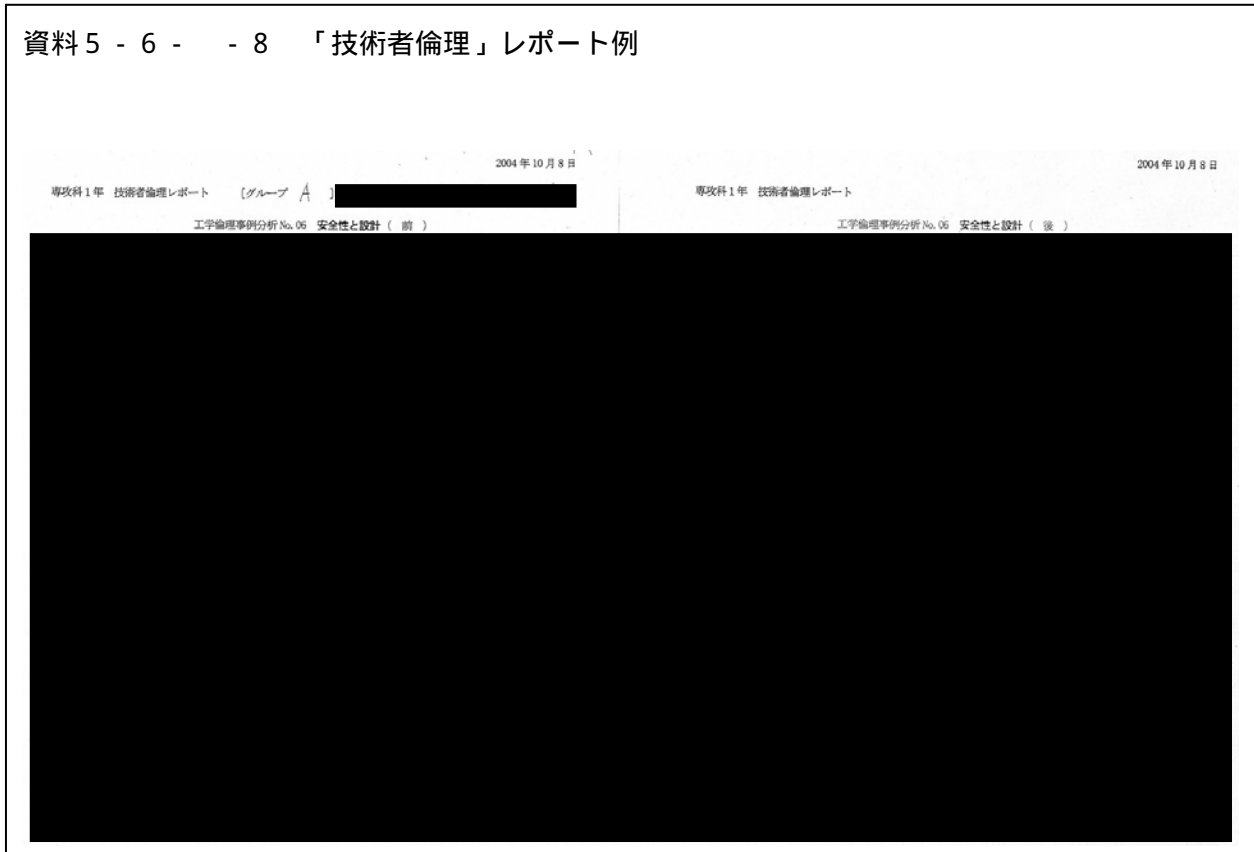 資料5-6- -8 「技術者倫理」レポート例
2004年10月8日
専攻科1年 技術者倫理レポート [グループ A ]
工学倫理事例分析 No. 06 安全性と設計( 前 )
2004年10月8日
専攻科1年 技術者倫理レポート
工学倫理事例分析 No. 06 安全性と設計( 後 )